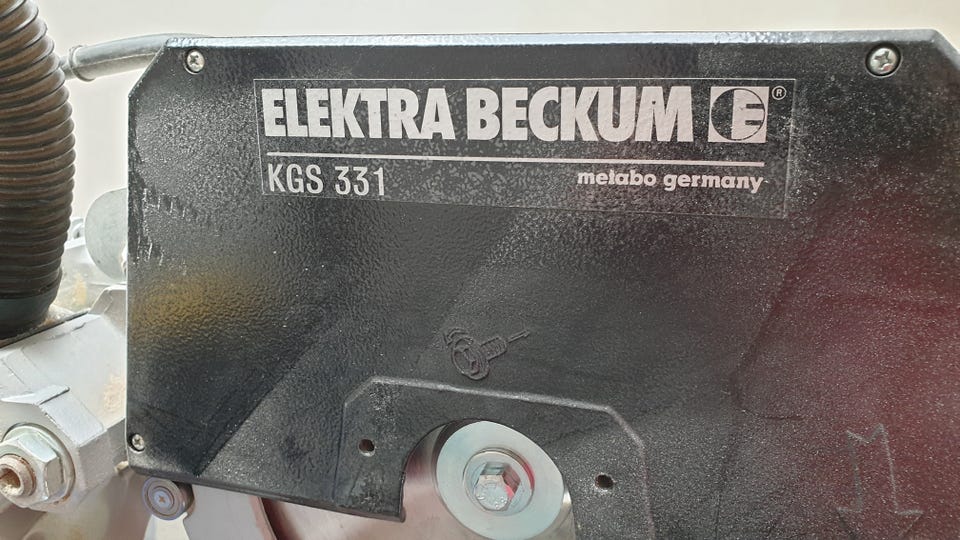 ELEKTRA BECKUM E®
KGS 331
metabo germany